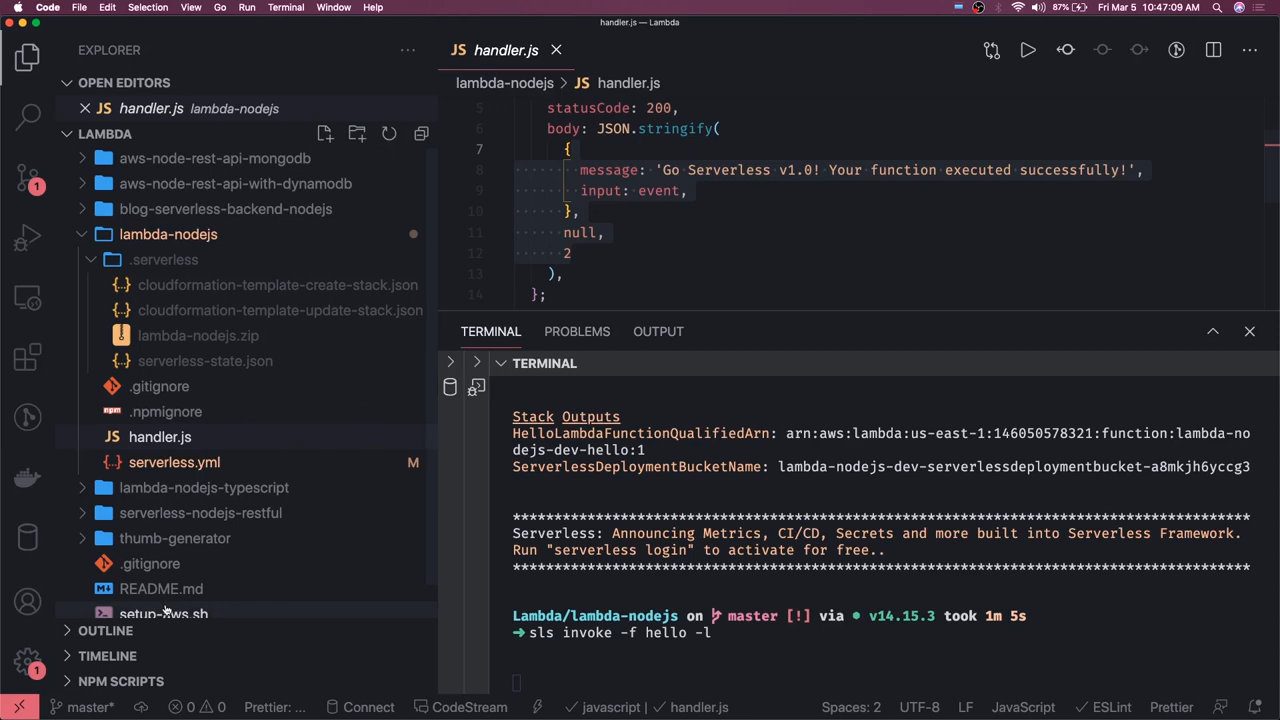 Code File Edit Selection View Go Run Terminal Window Help
87% Fri Mar 5 10:47:09 AM
handler.js — Lambda
EXPLORER
OPEN EDITORS
JS handler.js lambda-nodejs
LAMBDA
aws-node-rest-api-mongodb
aws-node-rest-api-with-dynamodb
blog-serverless-backend-nodejs
lambda-nodejs
.serverless
{..} cloudformation-template-create-stack.json
{..} cloudformation-template-update-stack.json
lambda-nodejs.zip
{..} serverless-state.json
.gitignore
npm .npmignore
JS handler.js
serverless.yml M
lambda-nodejs-typescript
serverless-nodejs-restful
thumb-generator
.gitignore
README.md
setup-aws.sh
OUTLINE
TIMELINE
NPM SCRIPTS
1
1
JS handler.js
lambda-nodejs > JS handler.js
5 statusCode: 200,
6 body: JSON.stringify(
7 {
8 message: 'Go Serverless v1.0! Your function executed successfully!',
9 input: event,
10 },
11 null,
12 2
13 ),
14 };
TERMINAL PROBLEMS OUTPUT
TERMINAL
Stack Outputs
HelloLambdaFunctionQualifiedArn: arn:aws:lambda:us-east-1:146050578321:function:lambda-no
dejs-dev-hello:1
ServerlessDeploymentBucketName: lambda-nodejs-dev-serverlessdeploymentbucket-a8mkjh6yccg3
*****************************************************************************************
Serverless: Announcing Metrics, CI/CD, Secrets and more built into Serverless Framework.
Run "serverless login" to activate for free..
*****************************************************************************************
Lambda/lambda-nodejs on master [!] via ● v14.15.3 took 1m 5s
➜ sls invoke -f hello -l
master* 0 0 Prettier: ... Connect CodeStream javascript | handler.js Spaces: 2 UTF-8 LF JavaScript ESLint Prettier